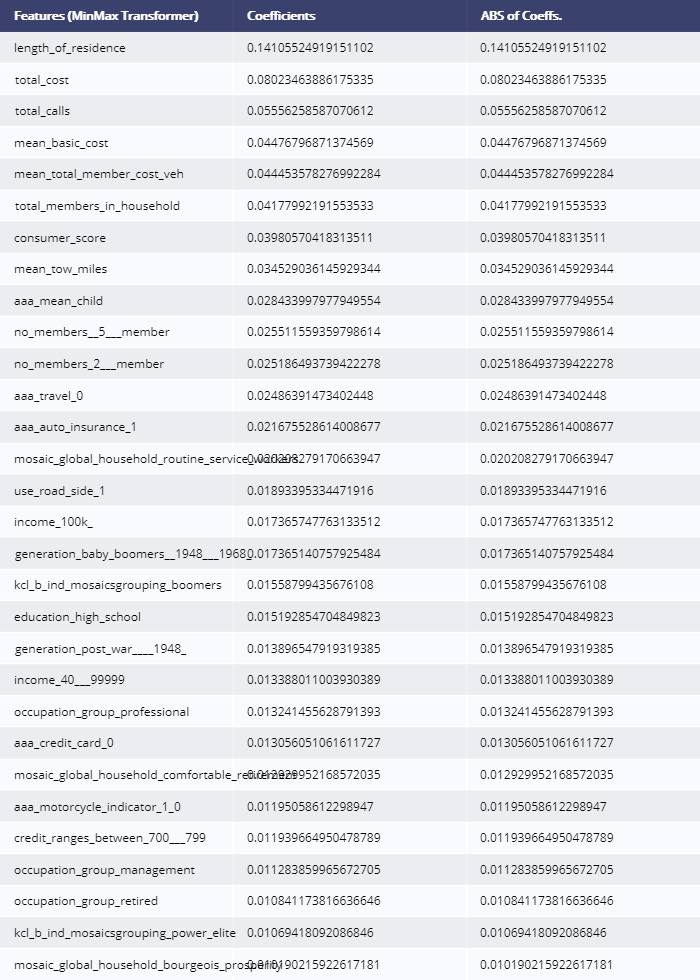 Features (MinMax Transformer) Coefficients ABS of Coeffs.
length_of_residence 0.14105524919151102 0.14105524919151102
total_cost 0.08023463886175335 0.08023463886175335
total_calls 0.05556258587070612 0.05556258587070612
mean_basic_cost 0.04476796871374569 0.04476796871374569
mean_total_member_cost_veh 0.044453578276992284 0.044453578276992284
total_members_in_household 0.04177992191553533 0.04177992191553533
consumer_score 0.03980570418313511 0.03980570418313511
mean_tow_miles 0.034529036145929344 0.034529036145929344
aaa_mean_child 0.028433997977949554 0.028433997977949554
no_members__5___member 0.025511559359798614 0.025511559359798614
no_members_2___member 0.025186493739422278 0.025186493739422278
aaa_travel_0 0.02486391473402448 0.02486391473402448
aaa_auto_insurance_1 0.021675528614008677 0.021675528614008677
mosaic_global_household_routine_service_workers 0.020208279170663947 0.020208279170663947
use_road_side_1 0.01893395334471916 0.01893395334471916
income_100k_ 0.017365747763133512 0.017365747763133512
generation_baby_boomers__1948___1968_ 0.017365140757925484 0.017365140757925484
kcl_b_ind_mosaicsgrouping_boomers 0.01558799435676108 0.01558799435676108
education_high_school 0.015192854704849823 0.015192854704849823
generation_post_war____1948_ 0.013896547919319385 0.013896547919319385
income_40___99999 0.013388011003930389 0.013388011003930389
occupation_group_professional 0.013241455628791393 0.013241455628791393
aaa_credit_card_0 0.013056051061611727 0.013056051061611727
mosaic_global_household_comfortable_retirement 0.012929952168572035 0.012929952168572035
aaa_motorcycle_indicator_1_0 0.01195058612298947 0.01195058612298947
credit_ranges_between_700___799 0.011939664950478789 0.011939664950478789
occupation_group_management 0.011283859965672705 0.011283859965672705
occupation_group_retired 0.010841173816636646 0.010841173816636646
kcl_b_ind_mosaicsgrouping_power_elite 0.01069418092086846 0.01069418092086846
mosaic_global_household_bourgeois_prosperity 0.010190215922617181 0.010190215922617181